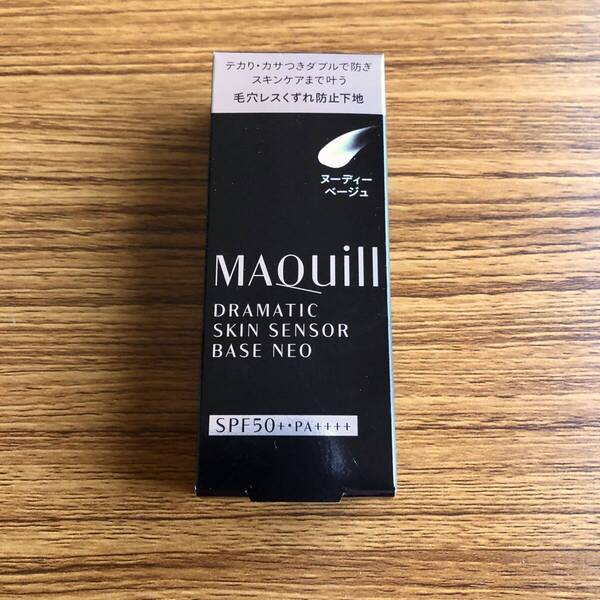 テカリ・カサつきダブルで防ぎ
スキンケアまで叶う
毛穴レスくずれ防止下地
ヌーディー
ベージュ
MAQuill
DRAMATIC
SKIN SENSOR
BASE NEO
SPF50+・PA++++